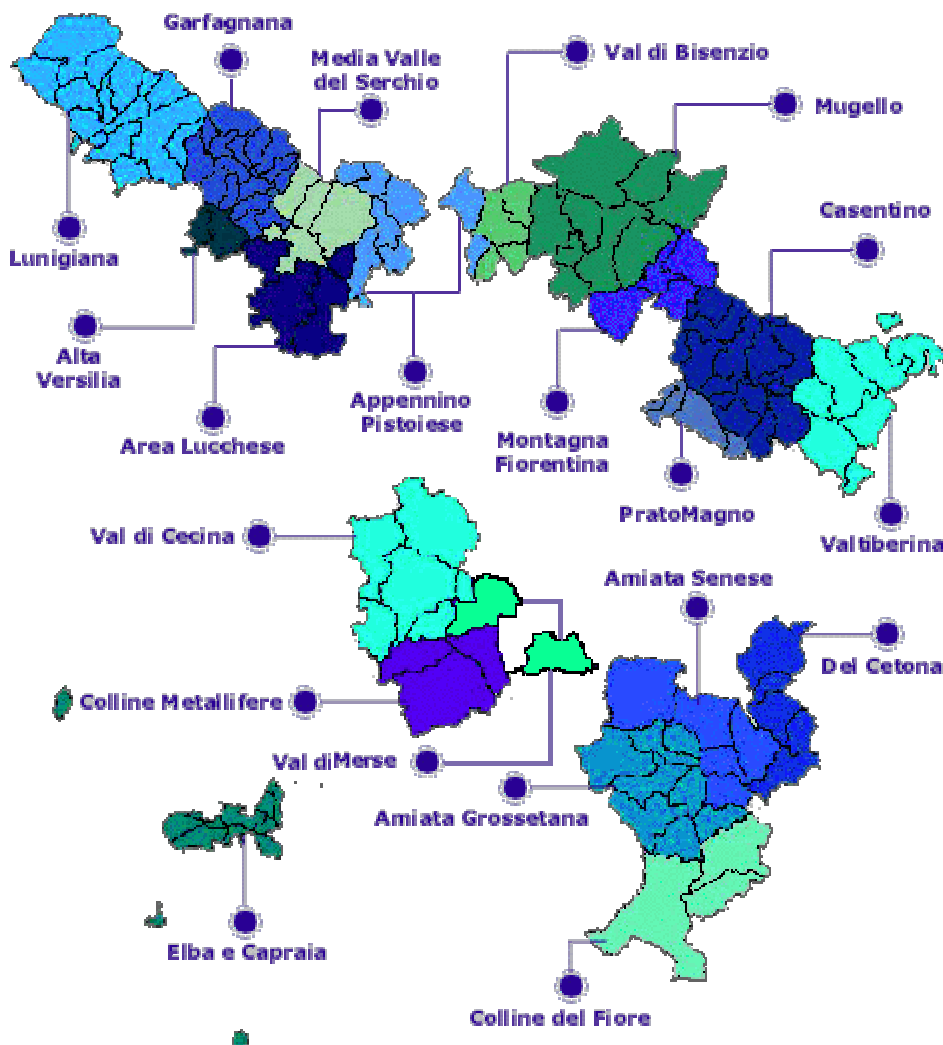 Garfagnana
Media Valle
del Serchio
Val di Bisenzio
Mugello
Casentino
Lunigiana
Alta
Versilia
Area Lucchese
Appennino
Pistoiese
Montagna
Fiorentina
PratoMagno
Valtiberina
Val di Cecina
Amiata Senese
Del Cetona
Colline Metallifere
Val diMerse
Amiata Grossetana
Elba e Capraia
Colline del Fiore